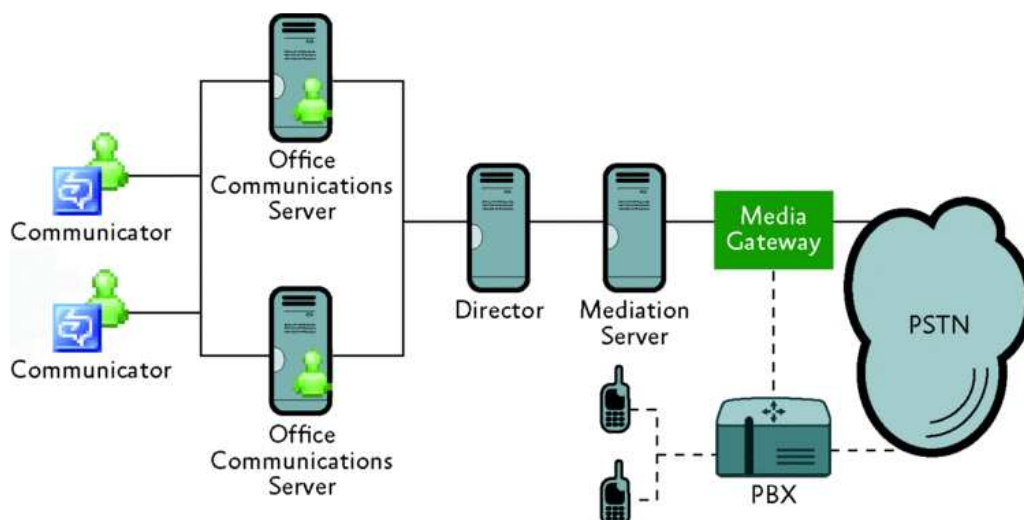 Office
Communications
Server
Communicator
Communicator
Office
Communications
Server
Director
Mediation
Server
Media
Gateway
PSTN
PBX